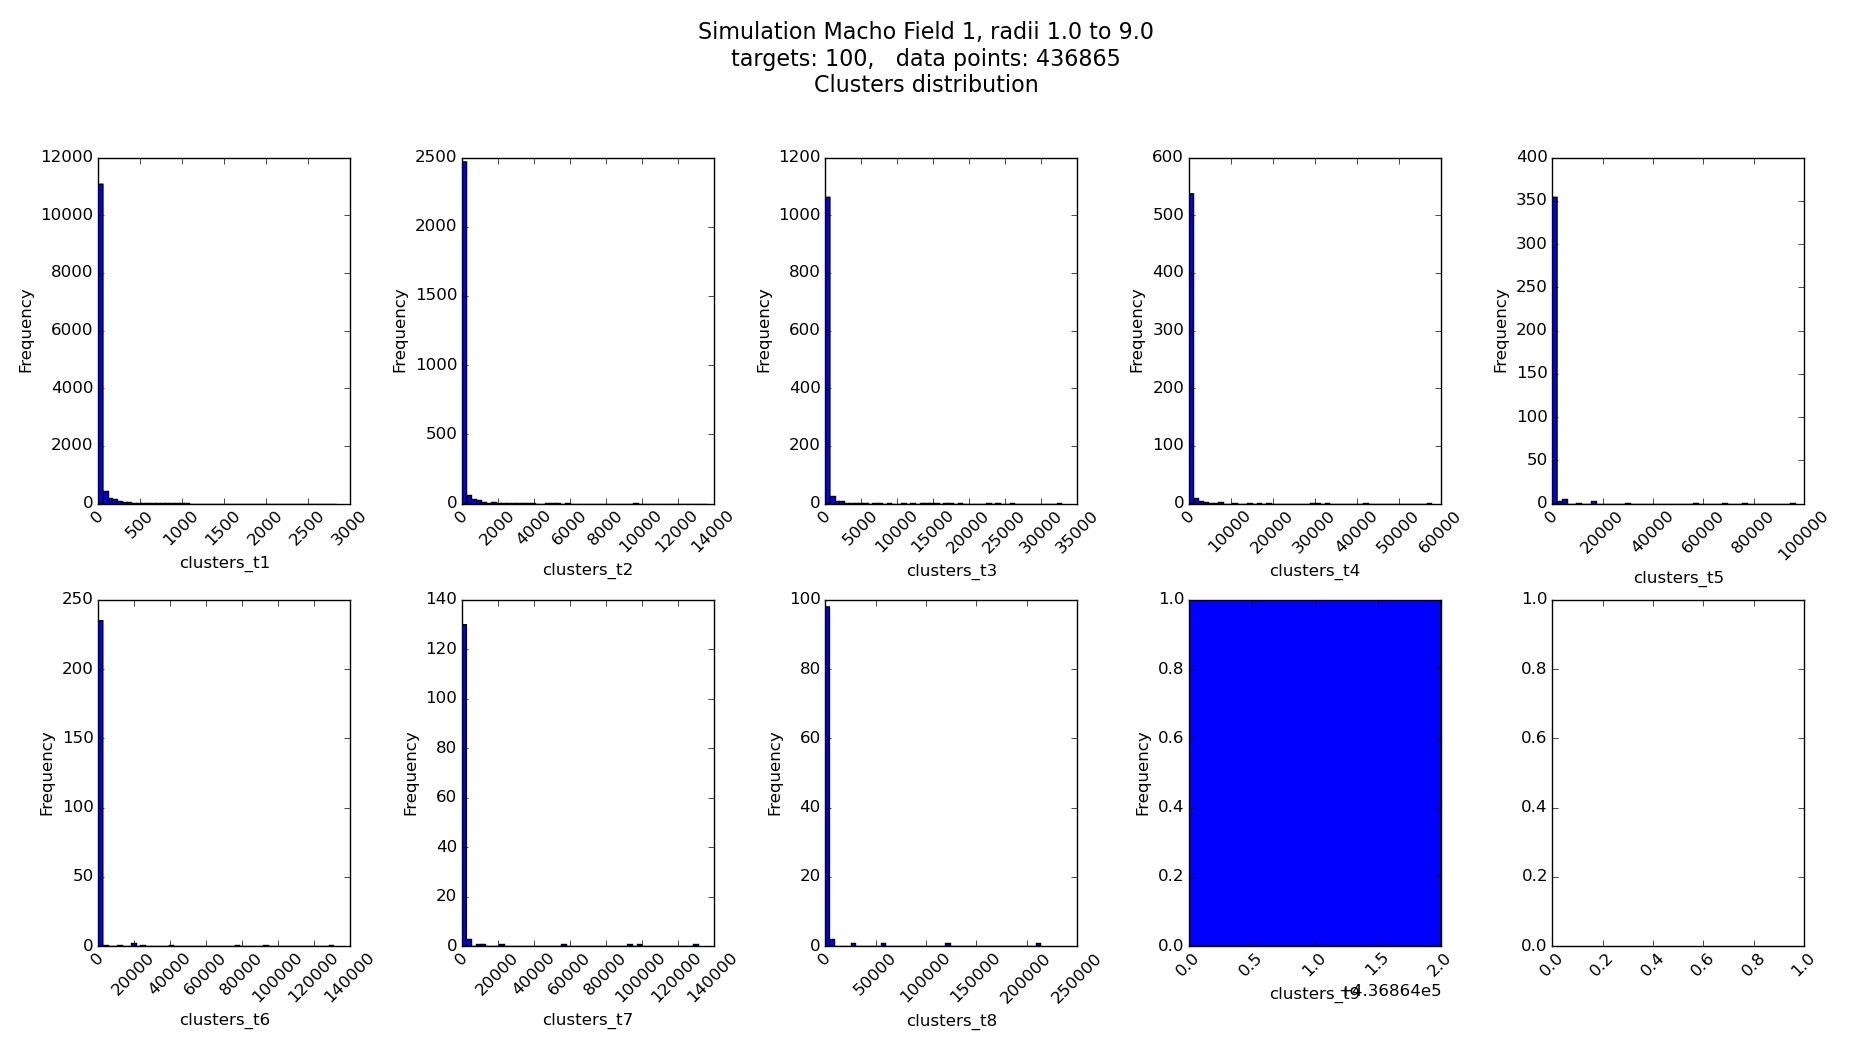 Simulation Macho Field 1, radii 1.0 to 9.0
targets: 100,   data points: 436865
Clusters distribution
12000
10000
8000
6000
4000
2000
0
Frequency
0 500 1000 1500 2000 2500 3000
clusters_t1
2500
2000
1500
1000
500
0
Frequency
0 2000 4000 6000 8000 10000 12000 14000
clusters_t2
1200
1000
800
600
400
200
0
Frequency
0 5000 10000 15000 20000 25000 30000 35000
clusters_t3
600
500
400
300
200
100
0
Frequency
0 10000 20000 30000 40000 50000 60000
clusters_t4
400
350
300
250
200
150
100
50
0
Frequency
0 20000 40000 60000 80000 100000
clusters_t5
250
200
150
100
50
0
Frequency
0 20000 40000 60000 80000 100000 120000 140000
clusters_t6
140
120
100
80
60
40
20
0
Frequency
0 20000 40000 60000 80000 100000 120000 140000
clusters_t7
100
80
60
40
20
0
Frequency
0 50000 100000 150000 200000 250000
clusters_t8
1.0
0.8
0.6
0.4
0.2
0.0
Frequency
0.0 0.5 1.0 1.5 2.0
+4.36864e5
clusters_t9
1.0
0.8
0.6
0.4
0.2
0.0
0.0 0.2 0.4 0.6 0.8 1.0